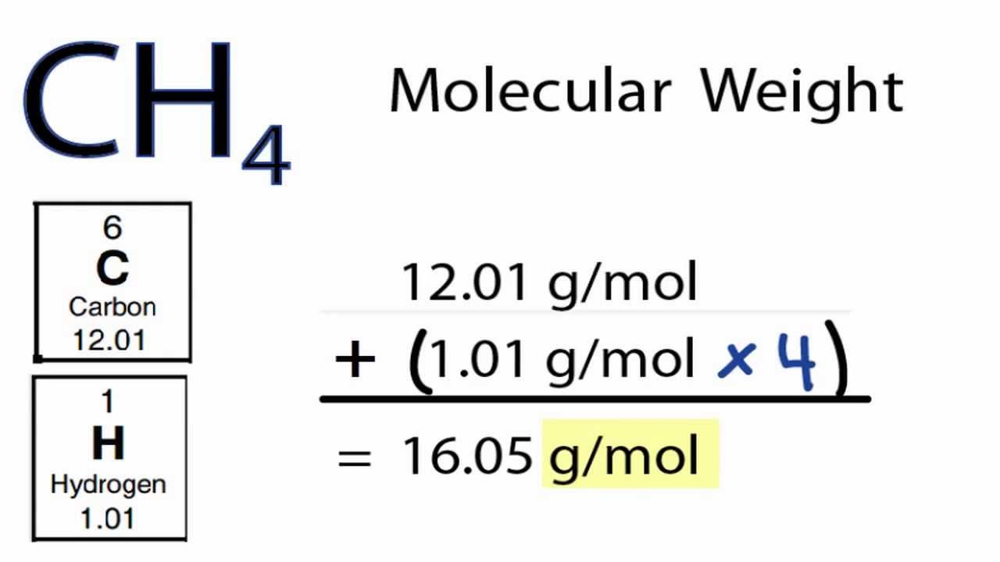 CH₄
Molecular Weight
6
C
Carbon
12.01
1
H
Hydrogen
1.01
12.01 g/mol
+ (1.01 g/mol × 4)
= 16.05 g/mol